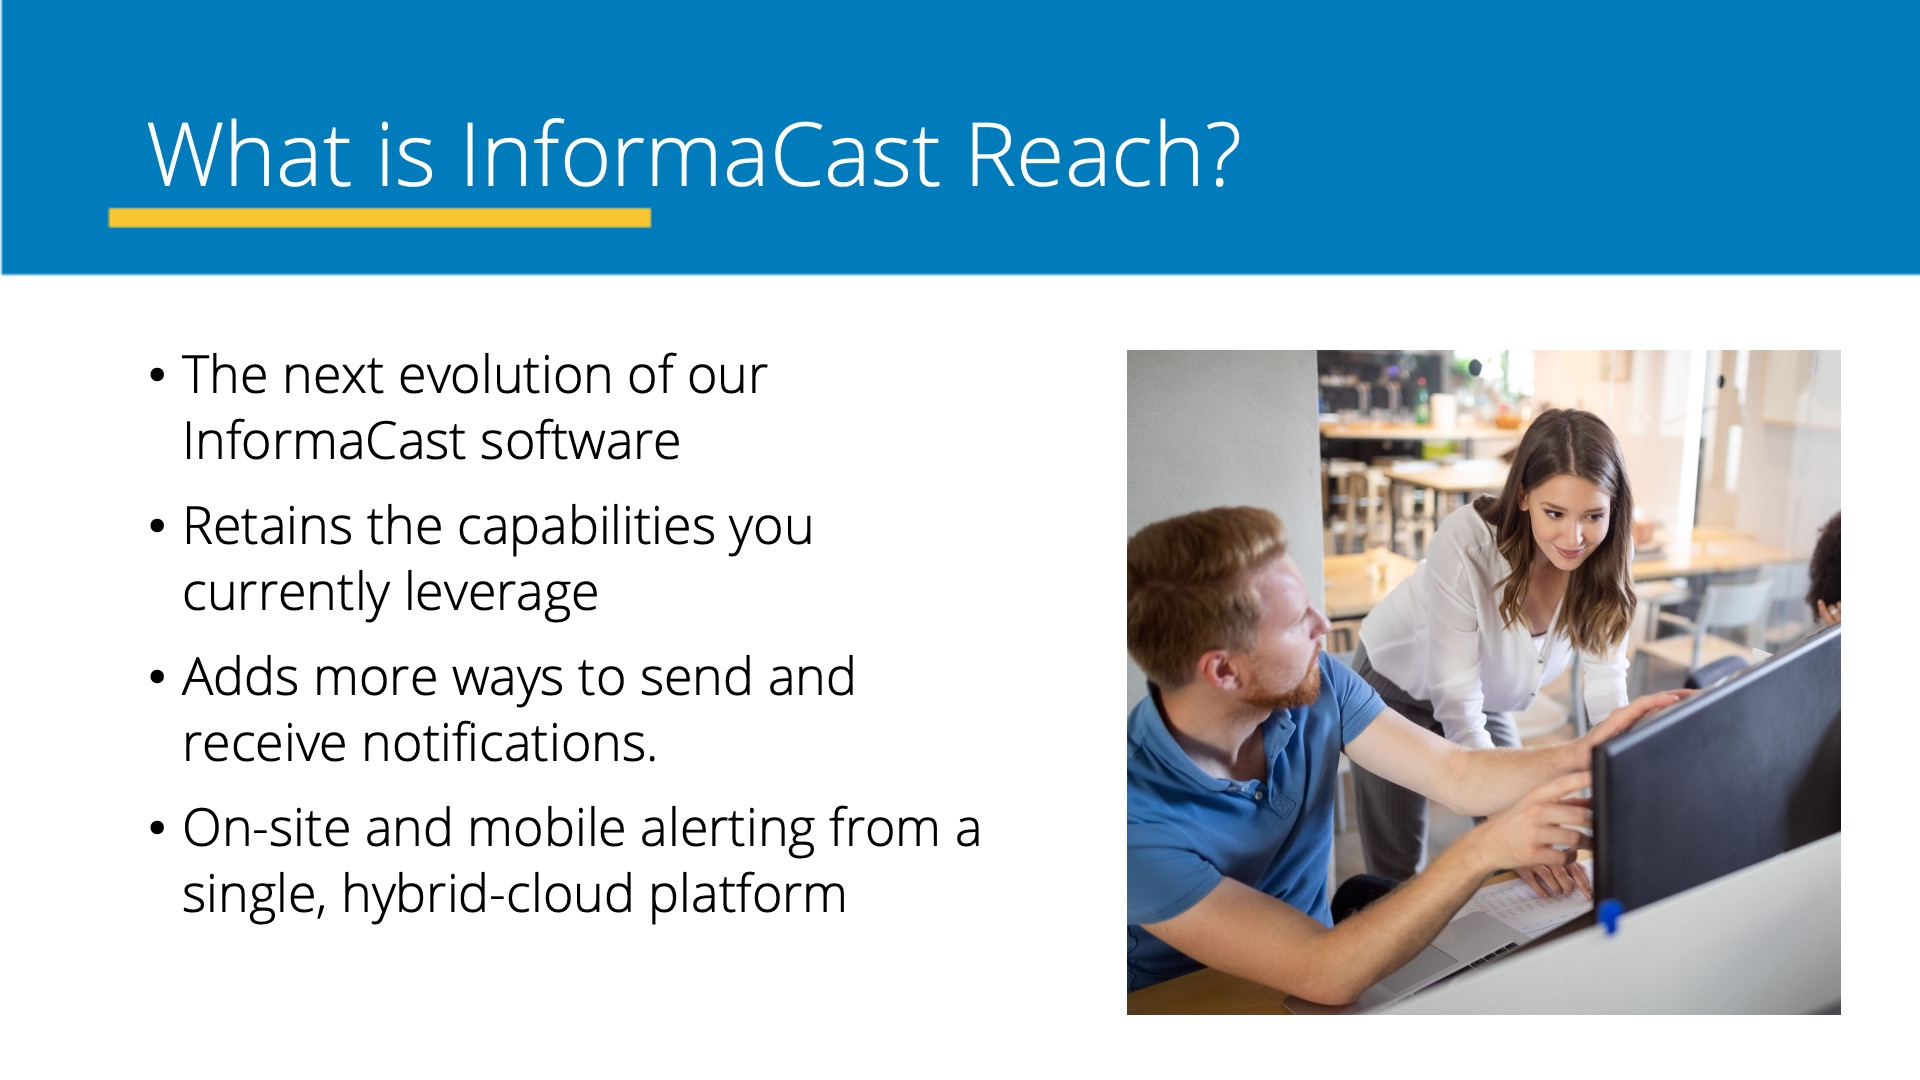 What is InformaCast Reach?
• The next evolution of our
InformaCast software
• Retains the capabilities you
currently leverage
• Adds more ways to send and
receive notifications.
• On-site and mobile alerting from a
single, hybrid-cloud platform